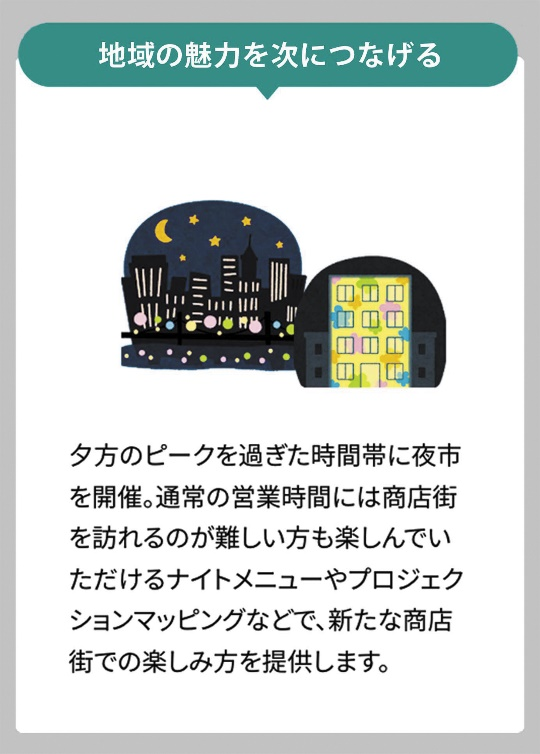 地域の魅力を次につなげる
夕方のピークを過ぎた時間帯に夜市
を開催。通常の営業時間には商店街
を訪れるのが難しい方も楽しんでい
ただけるナイトメニューやプロジェク
ションマッピングなどで、新たな商店
街での楽しみ方を提供します。